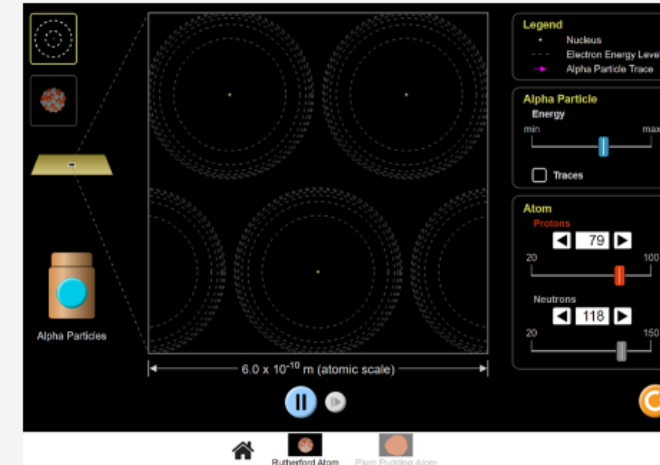 Legend
Nucleus
Electron Energy Level
Alpha Particle Trace
Alpha Particle
Energy
min
max
Traces
Atom
Protons
79
20
100
Neutrons
118
20
150
Alpha Particles
6.0 x 10⁻¹⁰ m (atomic scale)
Rutherford Atom
Plum Pudding Atom